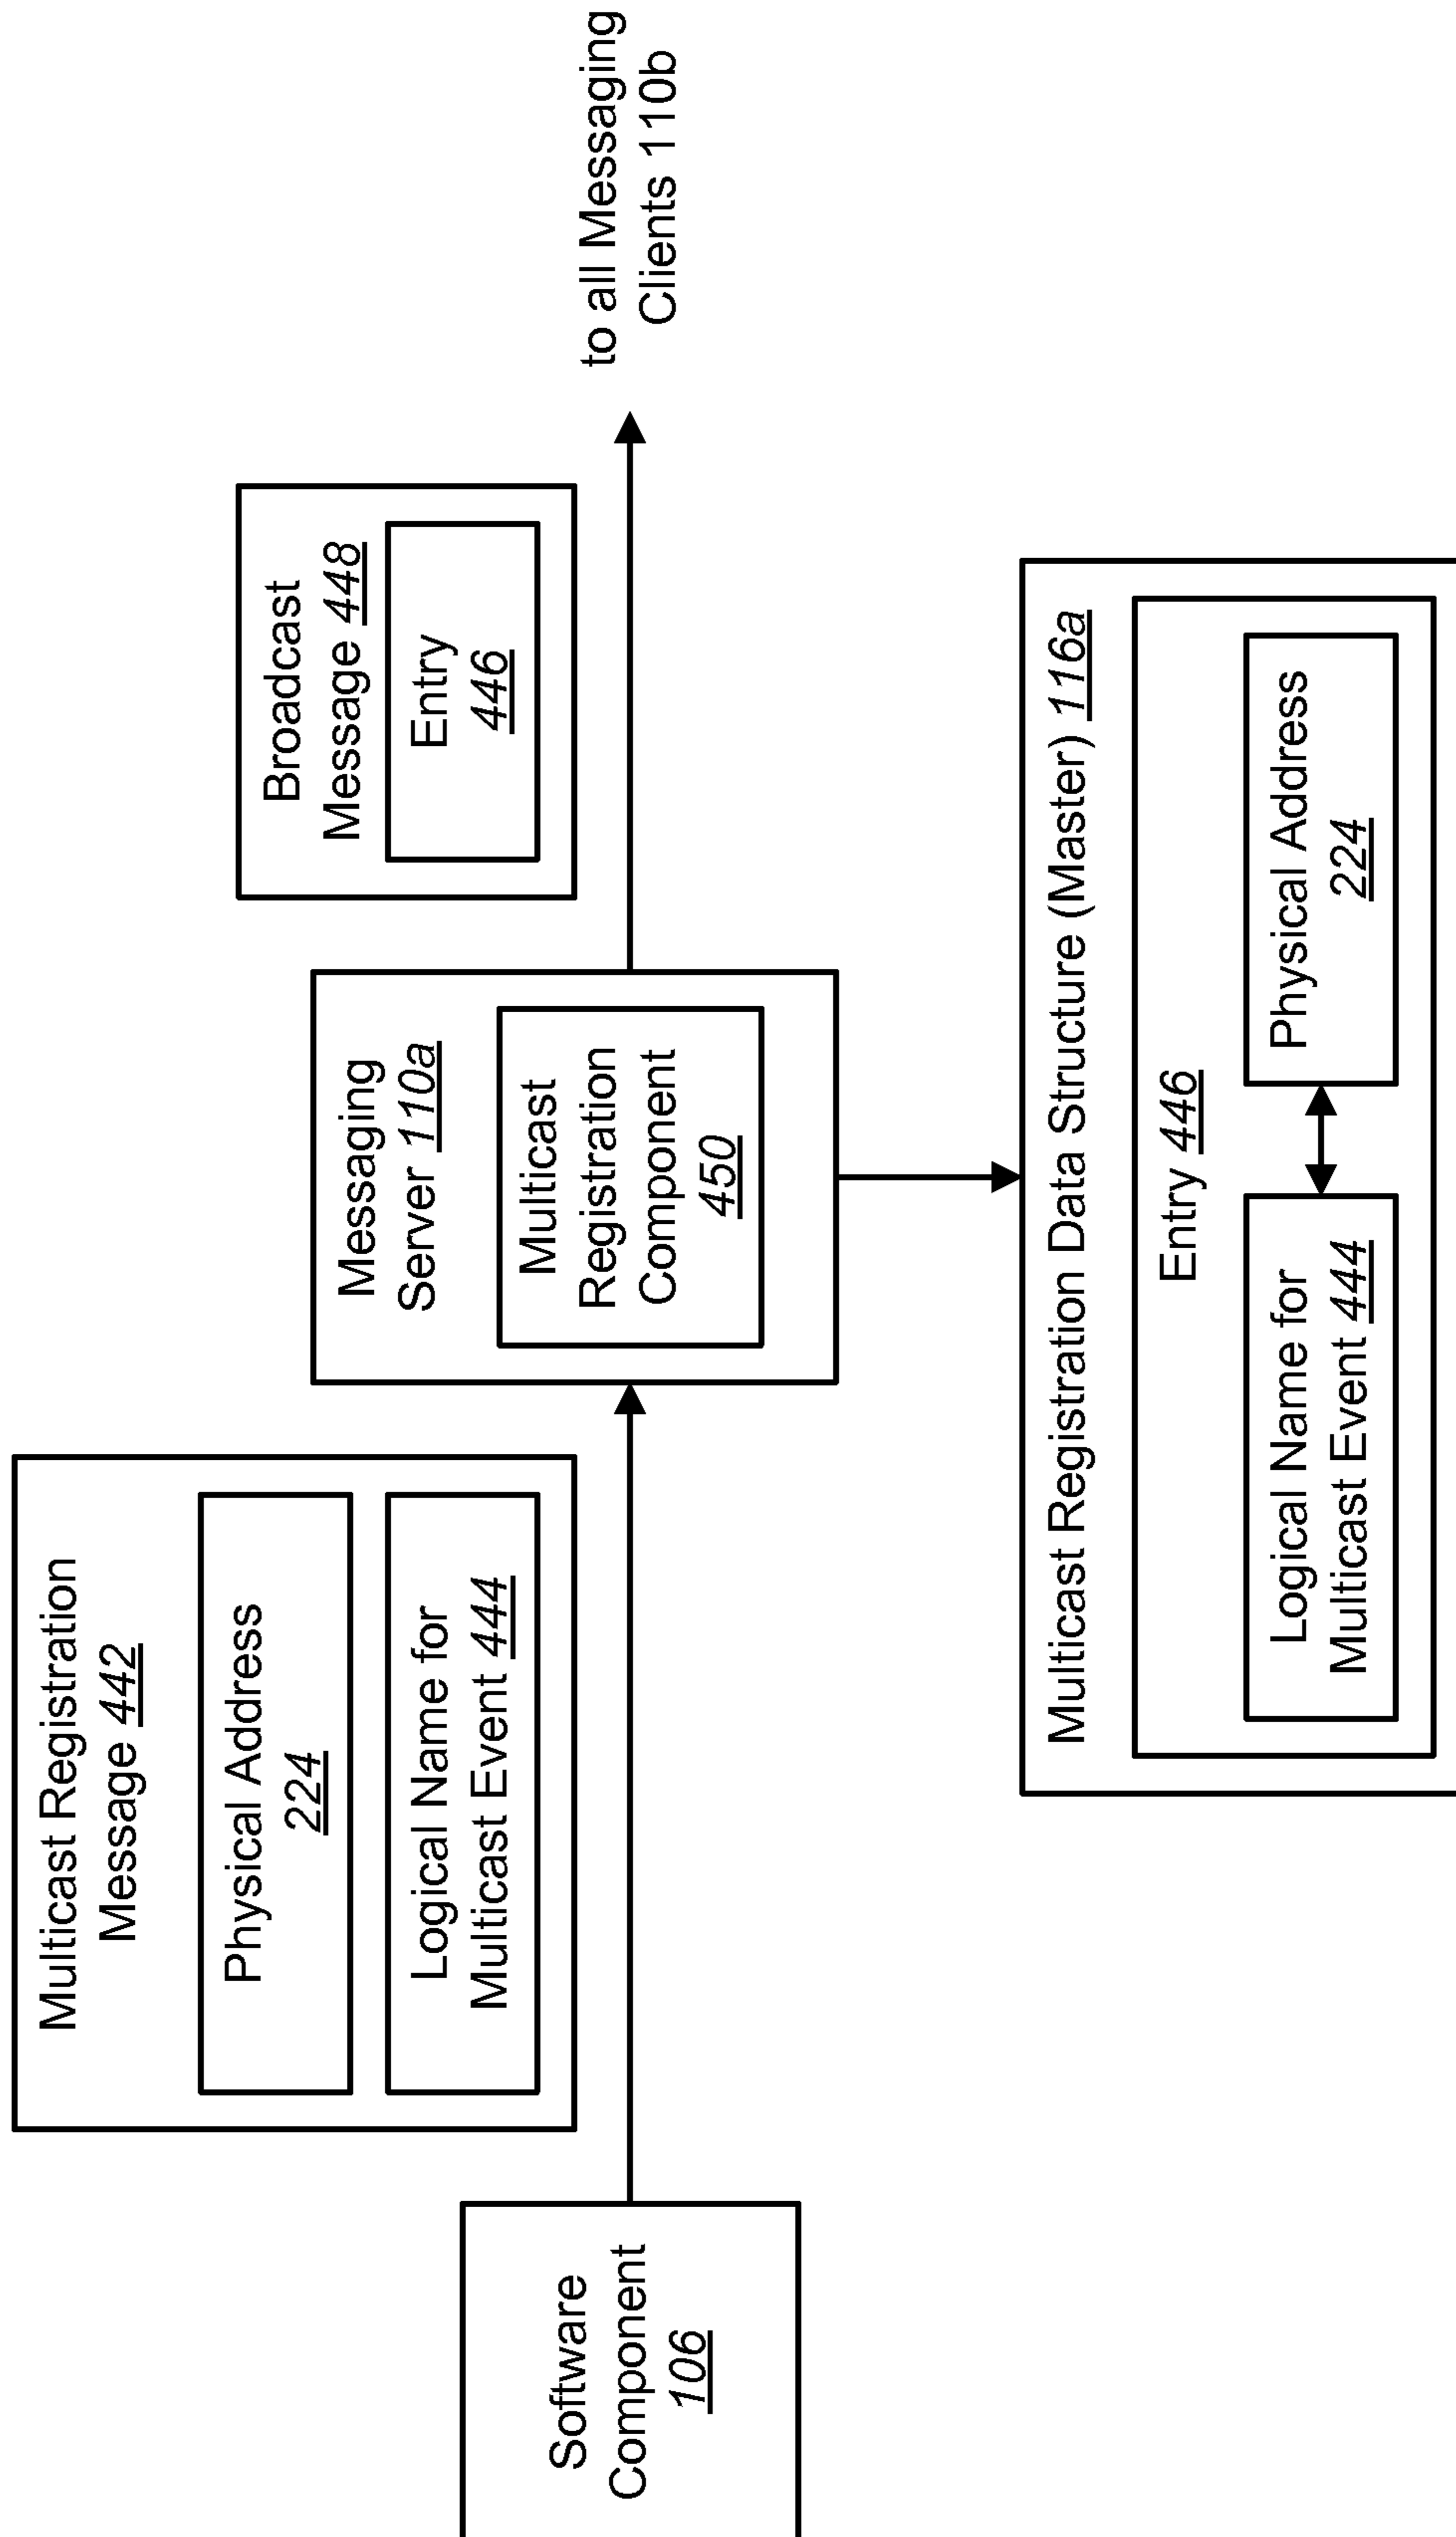 Multicast Registration
Message 442
Physical Address
224
Logical Name for
Multicast Event 444
Software
Component
106
Messaging
Server 110a
Multicast
Registration
Component
450
Broadcast
Message 448
Entry
446
to all Messaging
Clients 110b
Multicast Registration Data Structure (Master) 116a
Entry 446
Logical Name for
Multicast Event 444
Physical Address
224